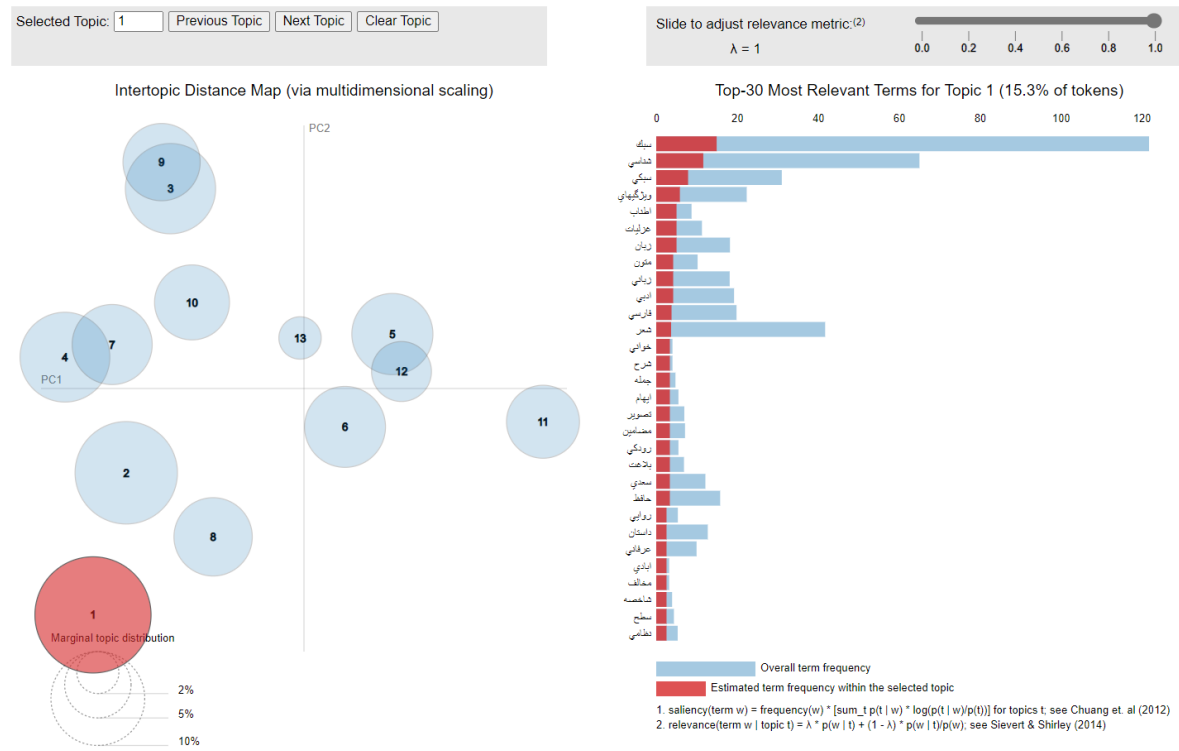 Selected Topic: 1 Previous Topic Next Topic Clear Topic
Slide to adjust relevance metric:(2)
λ = 1
0.0 0.2 0.4 0.6 0.8 1.0
Intertopic Distance Map (via multidimensional scaling)
PC2
PC1
9
3
10
13
5
7
4
12
11
6
2
8
1
Marginal topic distribution
2%
5%
10%
Top-30 Most Relevant Terms for Topic 1 (15.3% of tokens)
0 20 40 60 80 100 120
سبك
شناسي
سبكي
ويژگيهاي
اطناب
غزليات
زبان
متون
زباني
ادبي
فارسي
شعر
خواني
شرح
جمله
ايهام
تصوير
مضامين
رودكي
بلاغت
سعدي
حافظ
روايي
داستان
عرفاني
ابادي
مخالف
شاخصه
سطح
نظامي
Overall term frequency
Estimated term frequency within the selected topic
1. saliency(term w) = frequency(w) * [sum_t p(t | w) * log(p(t | w)/p(t))] for topics t; see Chuang et. al (2012)
2. relevance(term w | topic t) = λ * p(w | t) + (1 - λ) * p(w | t)/p(w); see Sievert & Shirley (2014)